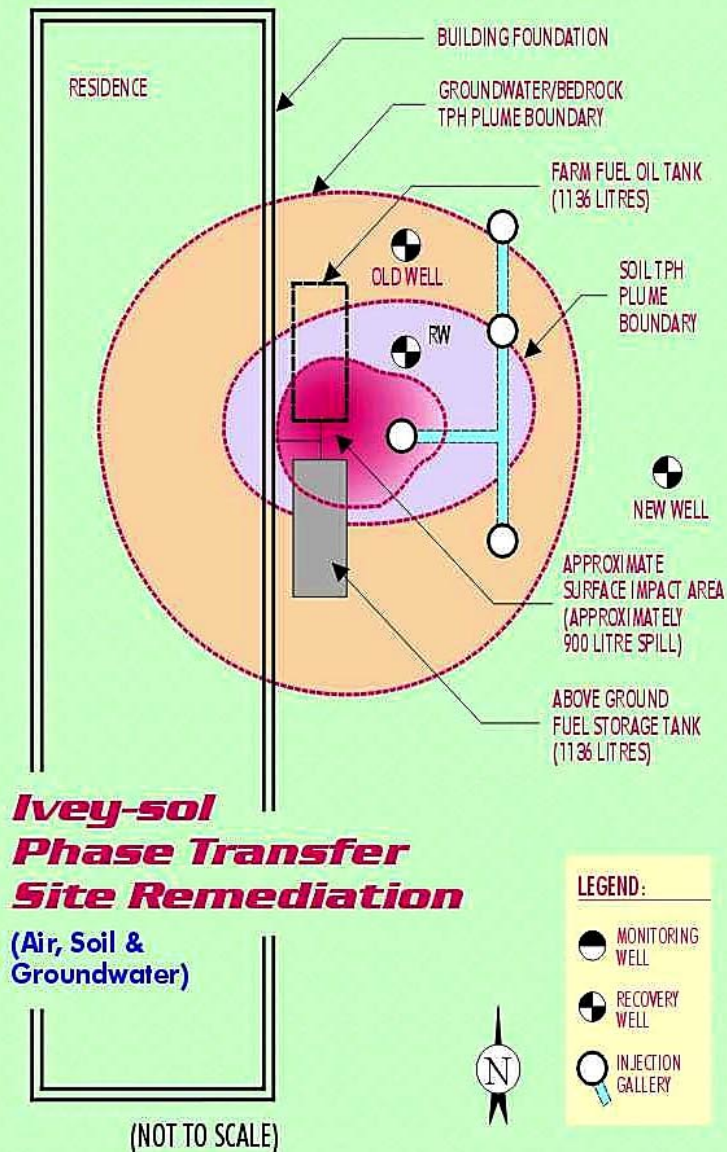 BUILDING FOUNDATION
RESIDENCE
GROUNDWATER/BEDROCK
TPH PLUME BOUNDARY
FARM FUEL OIL TANK
(1136 LITRES)
OLD WELL
SOIL TPH
PLUME
BOUNDARY
RW
NEW WELL
APPROXIMATE
SURFACE IMPACT AREA
(APPROXIMATELY
900 LITRE SPILL)
ABOVE GROUND
FUEL STORAGE TANK
(1136 LITRES)
Ivey-sol
Phase Transfer
Site Remediation
(Air, Soil &
Groundwater)
LEGEND:
MONITORING
WELL
RECOVERY
WELL
INJECTION
GALLERY
N
(NOT TO SCALE)